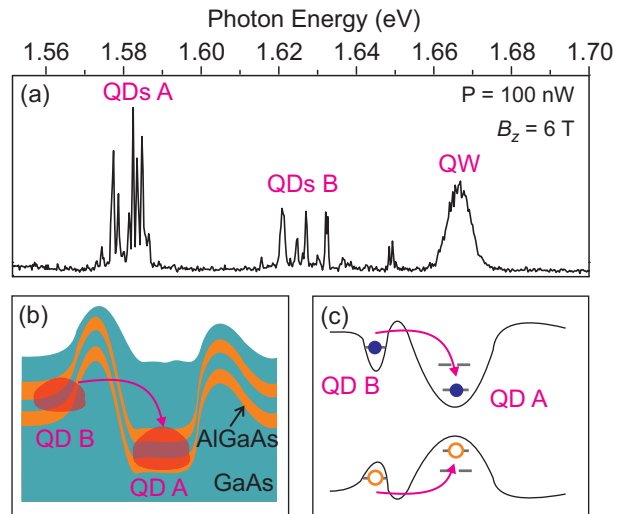 Photon Energy (eV)
1.56 1.58 1.60 1.62 1.64 1.66 1.68 1.70
(a) QDs A P = 100 nW
B_z = 6 T
QDs B QW
(b) (c)
QD B QD A
QD B AlGaAs
QD A GaAs